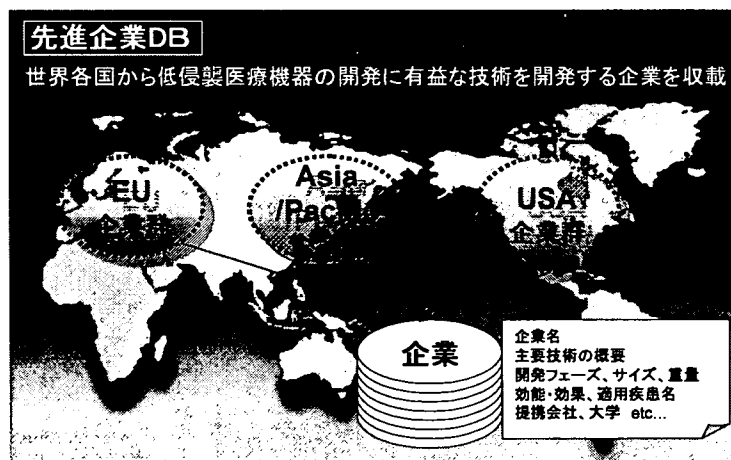 先進企業DB
世界各国から低侵襲医療機器の開発に有益な技術を開発する企業を収載
EU
企業群
Asia
USA
企業群
企業
企業名
主要技術の概要
開発フェーズ、サイズ、重量
効能・効果、適用疾患名
提携会社、大学 etc...